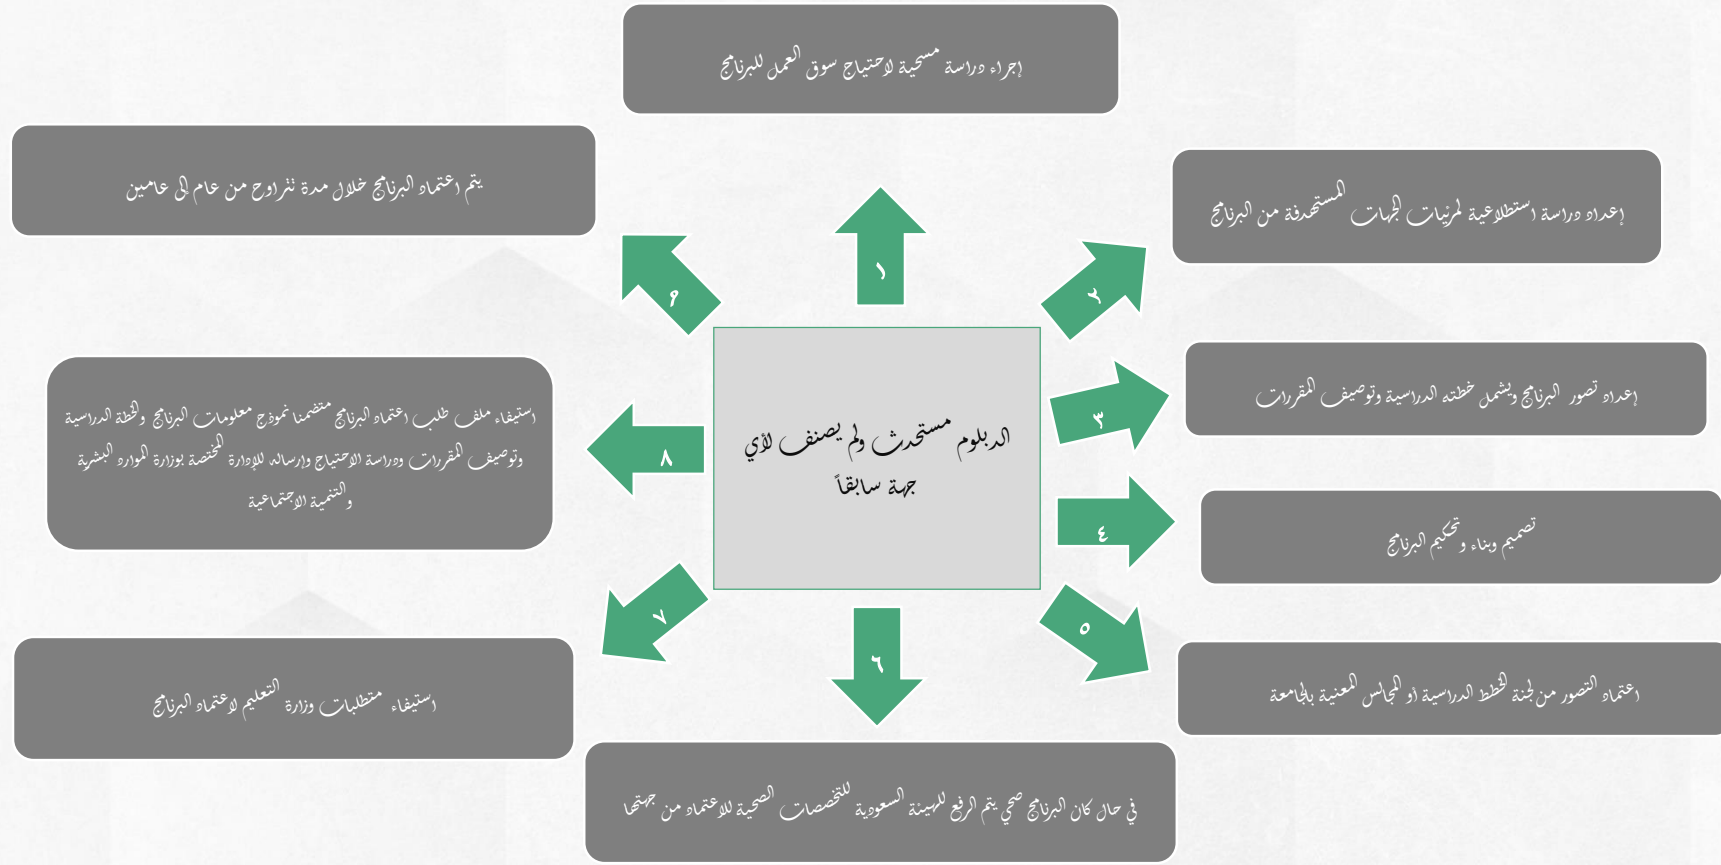 الدبلوم مستحدث ولم يصنف لأي
جهة سابقاً
١
إجراء دراسة مسحية لاحتياج سوق العمل للبرنامج
٢
إعداد دراسة استطلاعية لمرئيات الجهات المستهدفة من البرنامج
٣
إعداد تصور البرنامج ويشمل خطته الدراسية وتوصيف المقررات
٤
تصميم وبناء وتحكيم البرنامج
٥
اعتماد التصور من لجنة الخطط الدراسية او المجالس المعنية بالجامعة
٦
في حال كان البرنامج صحي يتم الرفع للهيئة السعودية للتخصصات الصحية للاعتماد من جهتها
٧
استيفاء متطلبات وزارة التعليم لاعتماد البرنامج
٨
استيفاء ملف طلب اعتماد البرنامج متضمنا نموذج معلومات البرنامج والخطة الدراسية
وتوصيف المقررات ودراسة الاحتياج وإرساله للإدارة المختصة بوزارة الموارد البشرية
والتنمية الاجتماعية
٩
يتم اعتماد البرنامج خلال مدة تتراوح من عام إلى عامين